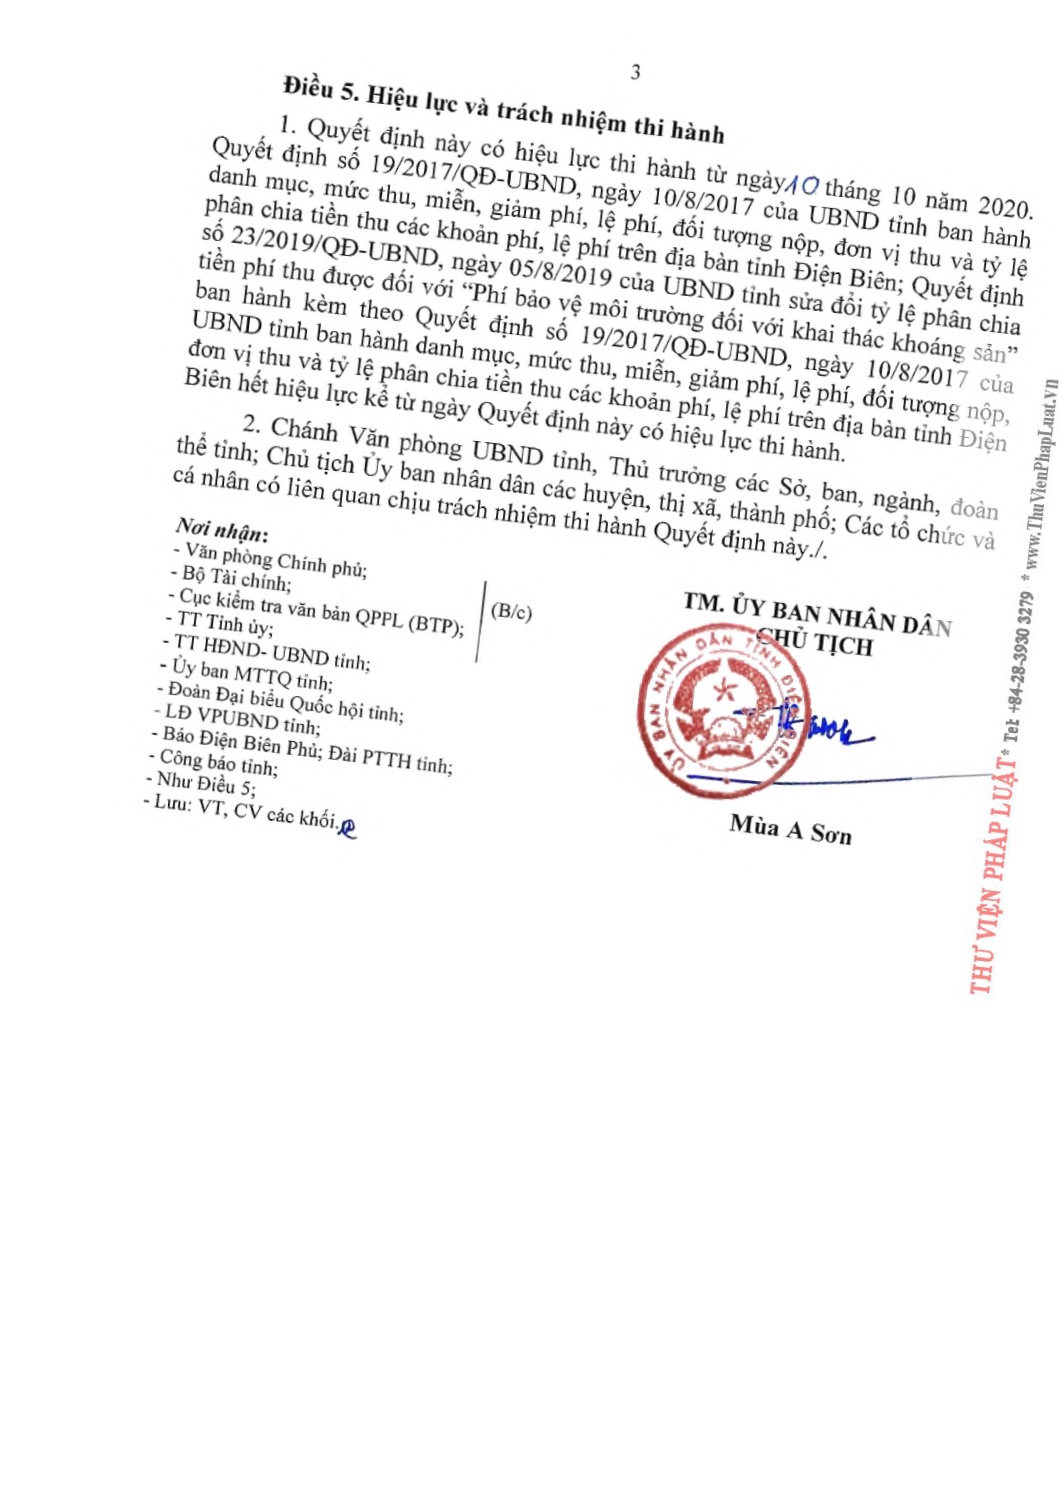 3
Điều 5. Hiệu lực và trách nhiệm thi hành
1. Quyết định này có hiệu lực thi hành từ ngày 10 tháng 10 năm 2020.
Quyết định số 19/2017/QĐ-UBND, ngày 10/8/2017 của UBND tỉnh ban hành
danh mục, mức thu, miễn, giảm phí, lệ phí, đối tượng nộp, đơn vị thu và tỷ lệ
phân chia tiền thu các khoản phí, lệ phí trên địa bàn tỉnh Điện Biên; Quyết định
số 23/2019/QĐ-UBND, ngày 05/8/2019 của UBND tỉnh sửa đổi tỷ lệ phân chia
tiền phí thu được đối với “Phí bảo vệ môi trường đối với khai thác khoáng sản”
ban hành kèm theo Quyết định số 19/2017/QĐ-UBND, ngày 10/8/2017 của
UBND tỉnh ban hành danh mục, mức thu, miễn, giảm phí, lệ phí, đối tượng nộp,
đơn vị thu và tỷ lệ phân chia tiền thu các khoản phí, lệ phí trên địa bàn tỉnh Điện
Biên hết hiệu lực kể từ ngày Quyết định này có hiệu lực thi hành.
2. Chánh Văn phòng UBND tỉnh, Thủ trưởng các Sở, ban, ngành, đoàn
thể tỉnh; Chủ tịch Ủy ban nhân dân các huyện, thị xã, thành phố; Các tổ chức và
cá nhân có liên quan chịu trách nhiệm thi hành Quyết định này./.
Nơi nhận:
- Văn phòng Chính phủ;
- Bộ Tài chính;
- Cục kiểm tra văn bản QPPL (BTP);
(B/c)
- TT Tỉnh ủy;
- TT HĐND- UBND tỉnh;
- Ủy ban MTTQ tỉnh;
- Đoàn Đại biểu Quốc hội tỉnh;
- LĐ VPUBND tỉnh;
- Báo Điện Biên Phủ; Đài PTTH tỉnh;
- Công báo tỉnh;
- Như Điều 5;
- Lưu: VT, CV các khối.
TM. ỦY BAN NHÂN DÂN
CHỦ TỊCH
ỦY BAN NHÂN DÂN TỈNH ĐIỆN BIÊN
Mùa A Sơn
THƯ VIỆN PHÁP LUẬT * Tel: +84-28-3930 3279 * www.ThuVienPhapLuat.vn